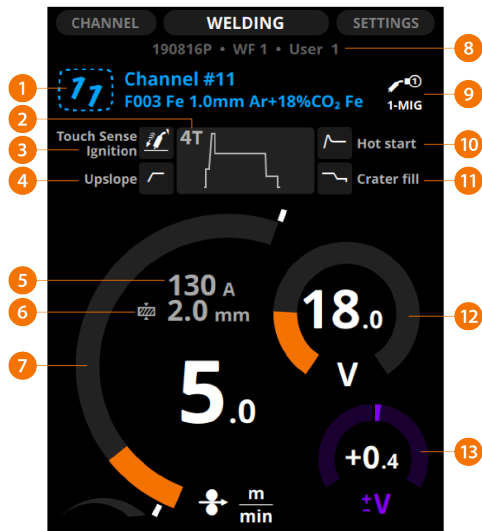 CHANNEL WELDING SETTINGS
190816P • WF 1 • User 1 8
1 11 Channel #11 9
F003 Fe 1.0mm Ar+18%CO₂ Fe 1-MIG
2
3 Touch Sense Ignition 4T Hot start 10
4 Upslope Crater fill 11
5 130 A
6 2.0 mm
7 5.0 18.0 12
V
+0.4 13
m/min ±V